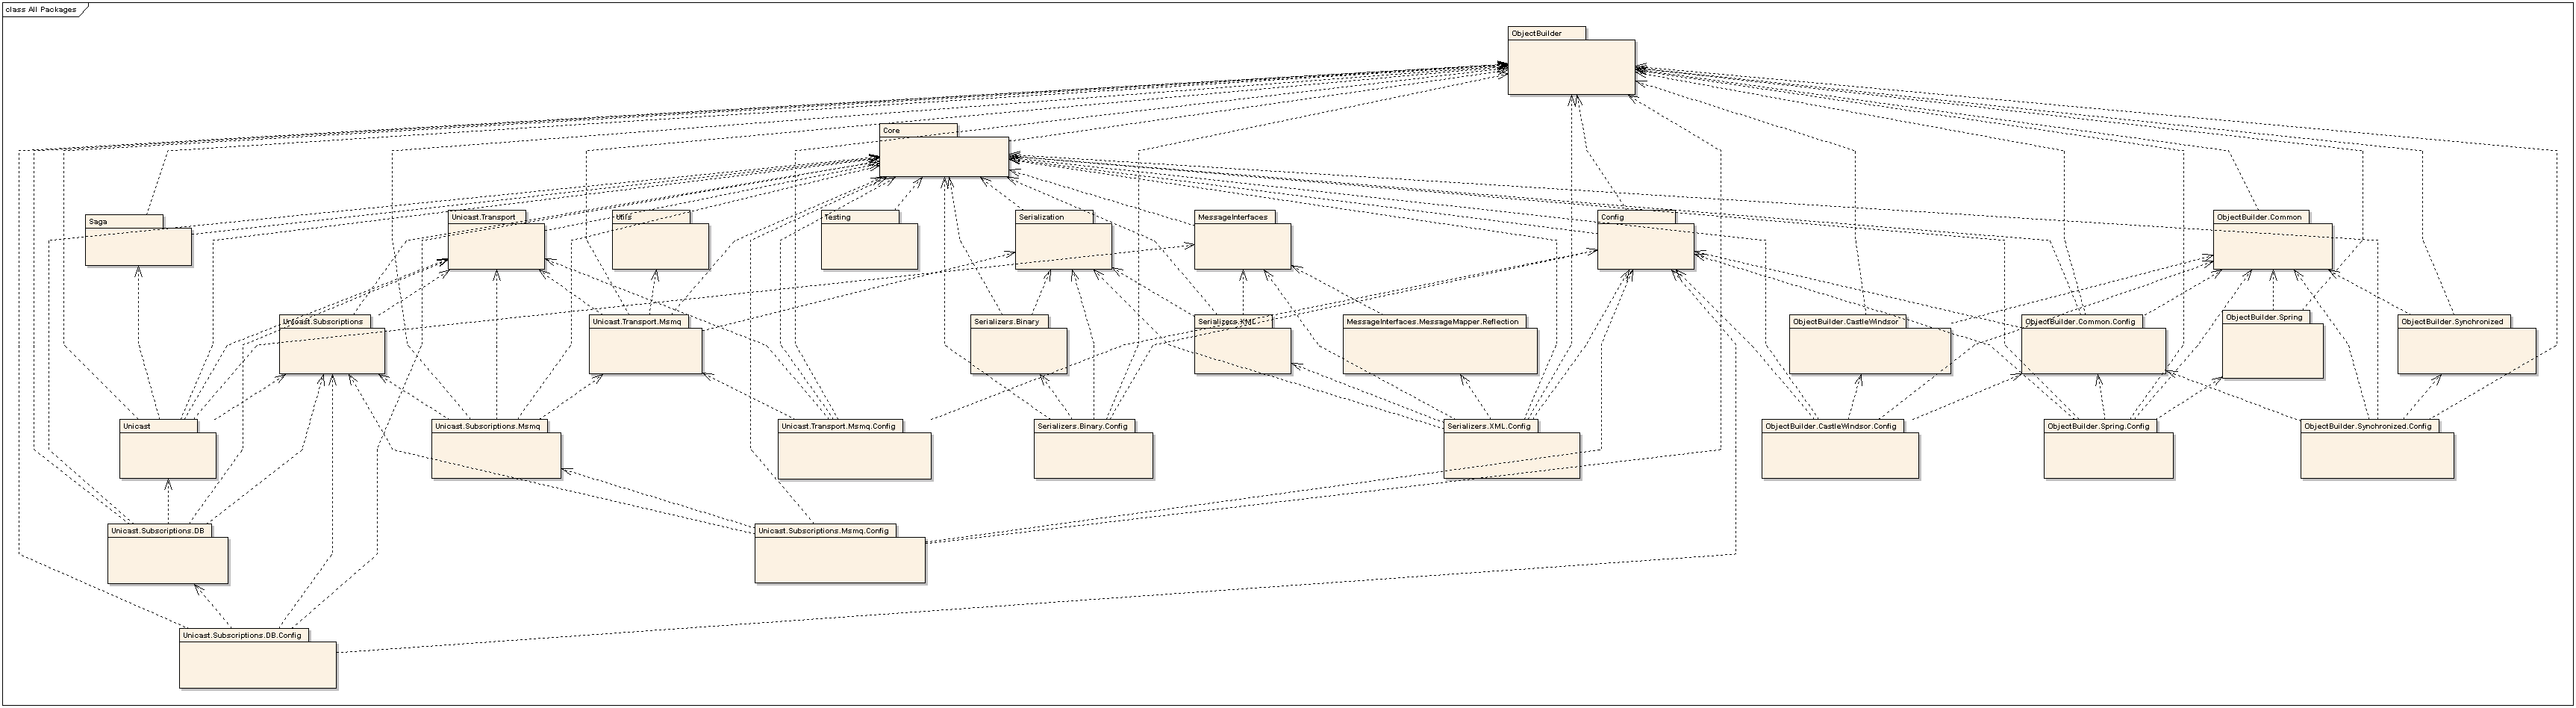 class All Packages
ObjectBuilder
Core
Saga
Unicast.Transport
Utils
Testing
Serialization
MessageInterfaces
Config
ObjectBuilder.Common
Unicast.Subscriptions
Unicast.Transport.Msmq
Serializers.Binary
Serializers.XML
MessageInterfaces.MessageMapper.Reflection
ObjectBuilder.CastleWindsor
ObjectBuilder.Common.Config
ObjectBuilder.Spring
ObjectBuilder.Synchronized
Unicast
Unicast.Subscriptions.Msmq
Unicast.Transport.Msmq.Config
Serializers.Binary.Config
Serializers.XML.Config
ObjectBuilder.CastleWindsor.Config
ObjectBuilder.Spring.Config
ObjectBuilder.Synchronized.Config
Unicast.Subscriptions.DB
Unicast.Subscriptions.Msmq.Config
Unicast.Subscriptions.DB.Config